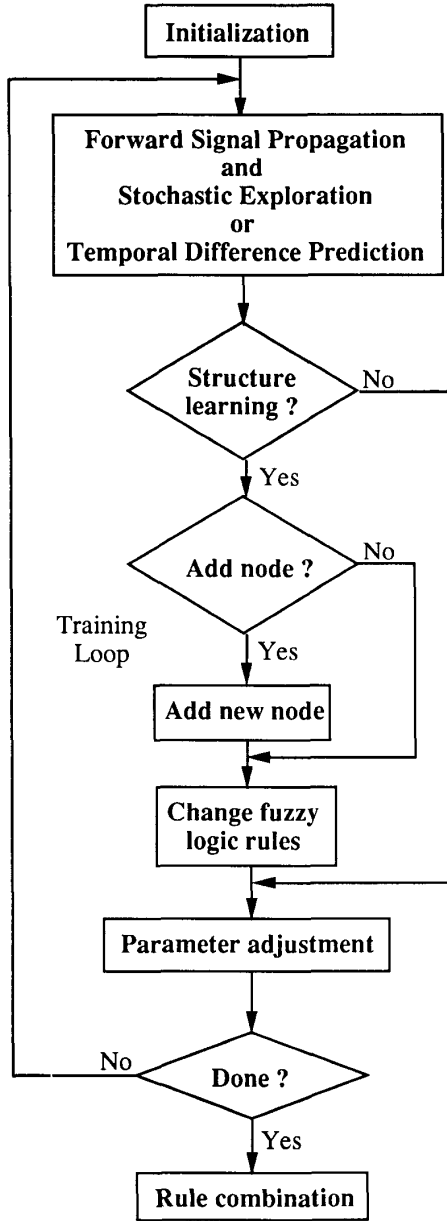 Initialization
Forward Signal Propagation
and
Stochastic Exploration
or
Temporal Difference Prediction
Structure
learning ?
No
Yes
Add node ?
No
Training
Loop
Yes
Add new node
Change fuzzy
logic rules
Parameter adjustment
No
Done ?
Yes
Rule combination